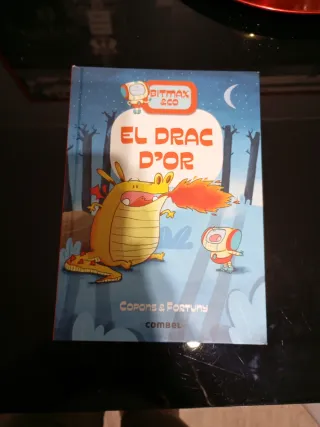 BITMAX
&CO
EL DRAC
D'OR
Copons & Fortuny
COMBEL